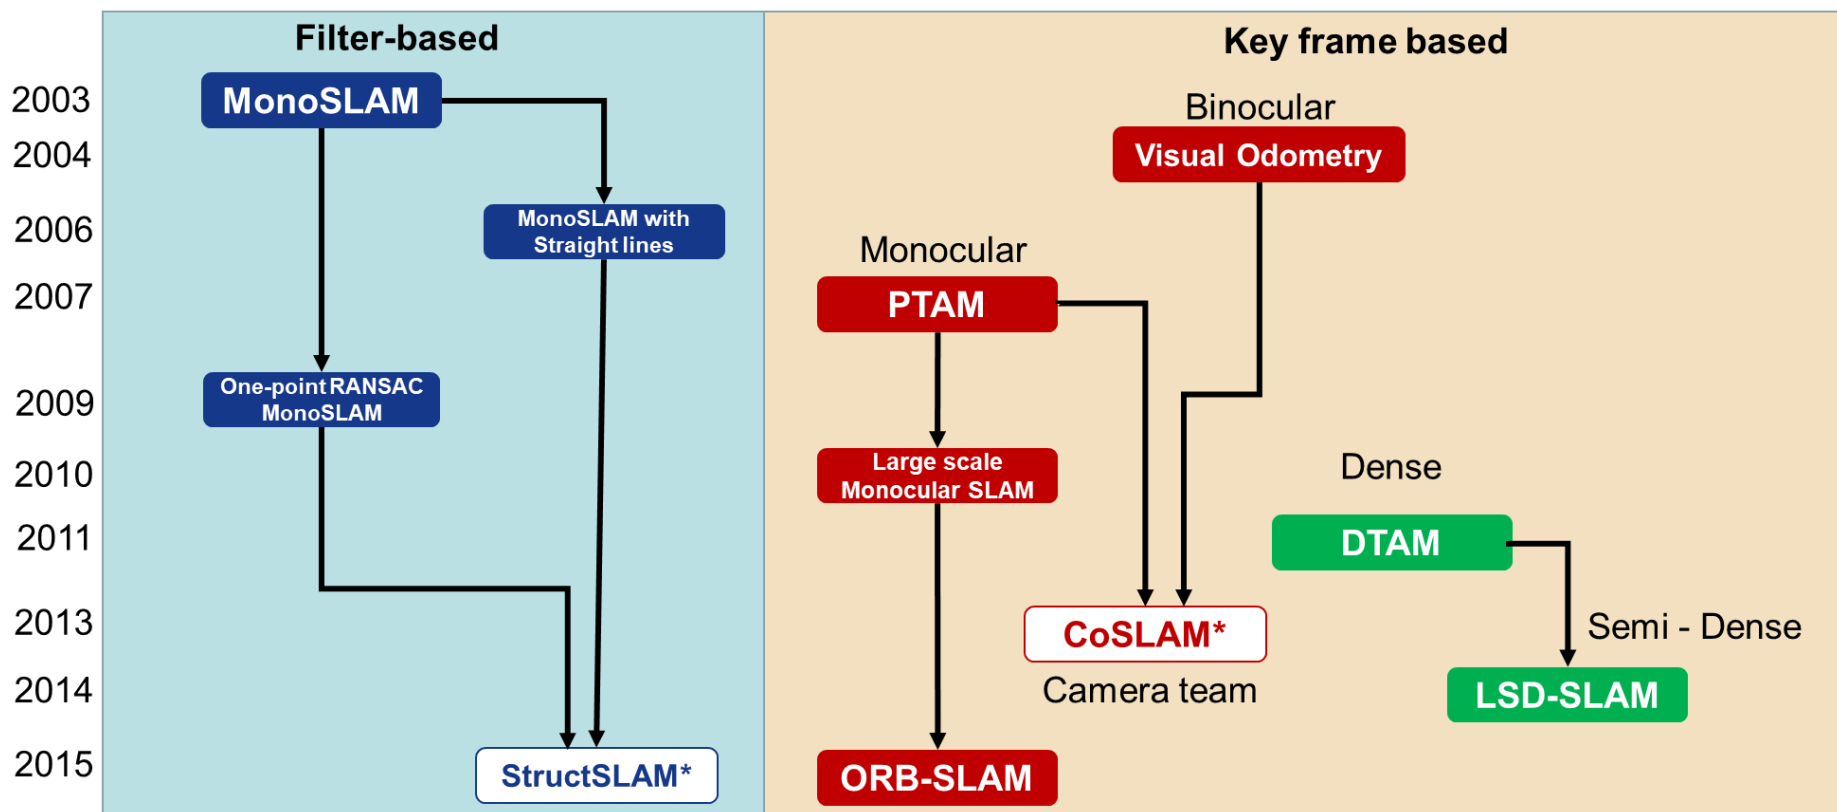 Filter-based
Key frame based
2003
MonoSLAM
Binocular
2004
Visual Odometry
2006
MonoSLAM with
Straight lines
Monocular
2007
PTAM
2009
One-point RANSAC
MonoSLAM
2010
Large scale
Monocular SLAM
Dense
2011
DTAM
2013
CoSLAM*
Semi - Dense
2014
Camera team
LSD-SLAM
2015
StructSLAM*
ORB-SLAM